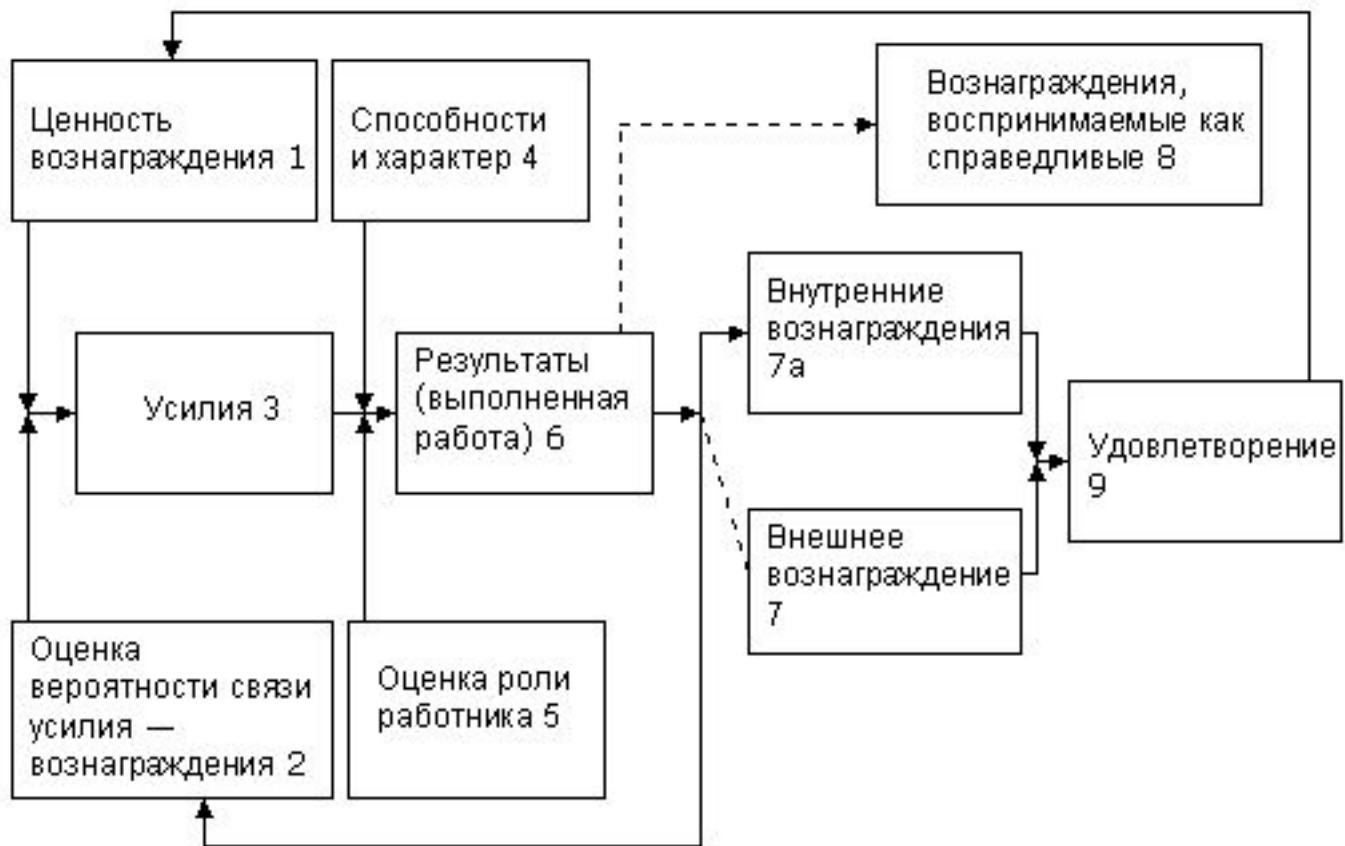 Ценность
вознаграждения 1
Способности
и характер 4
Вознаграждения,
воспринимаемые как
справедливые 8
Усилия 3
Результаты
(выполненная
работа) 6
Внутренние
вознаграждения
7а
Внешнее
вознаграждение
7
Удовлетворение
9
Оценка
вероятности связи
усилия —
вознаграждения 2
Оценка роли
работника 5